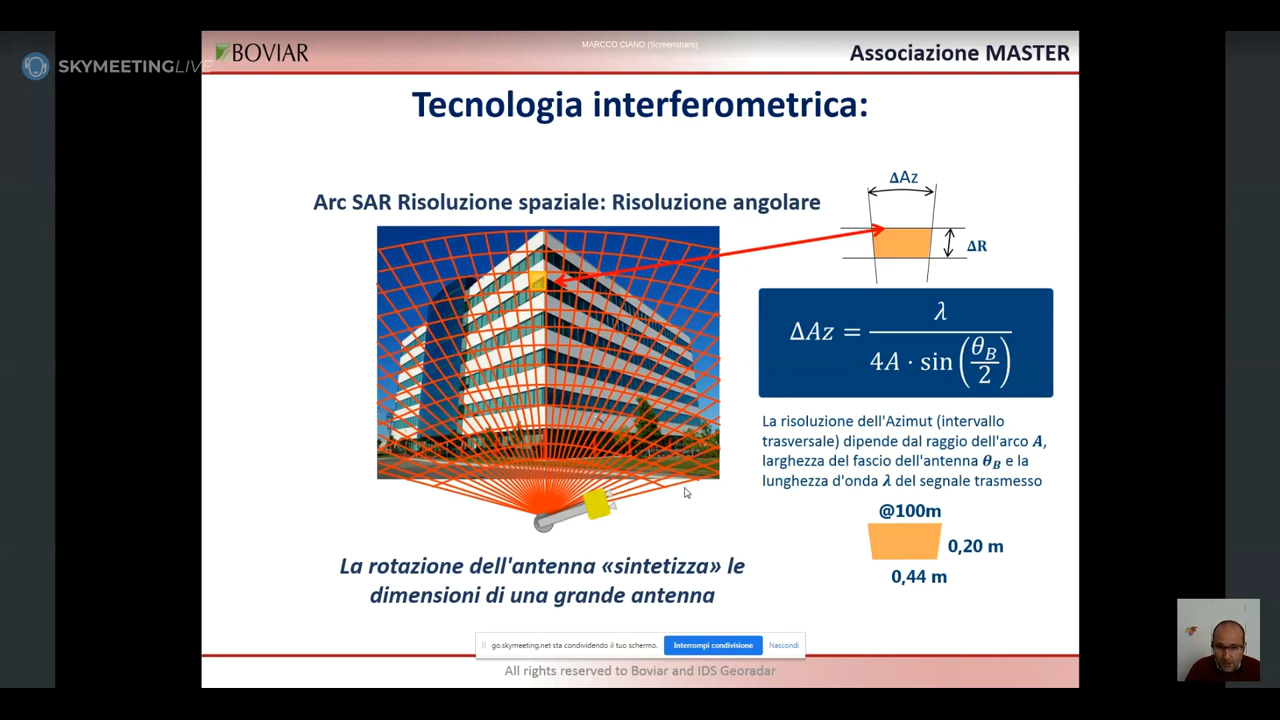 BOVIAR
MARCCO CIANO (Screenshare)
Associazione MASTER
SKYMEETINGLIVE
Tecnologia interferometrica:
Arc SAR Risoluzione spaziale: Risoluzione angolare
ΔAz
ΔR
ΔAz = λ / (4A · sin(θ_B/2))
La risoluzione dell'Azimut (intervallo
trasversale) dipende dal raggio dell'arco A,
larghezza del fascio dell'antenna θ_B e la
lunghezza d'onda λ del segnale trasmesso
@100m
0,20 m
0,44 m
La rotazione dell'antenna «sintetizza» le
dimensioni di una grande antenna
go.skymeeting.net sta condividendo il tuo schermo.
Interrompi condivisione
Nascondi
All rights reserved to Boviar and IDS Georadar